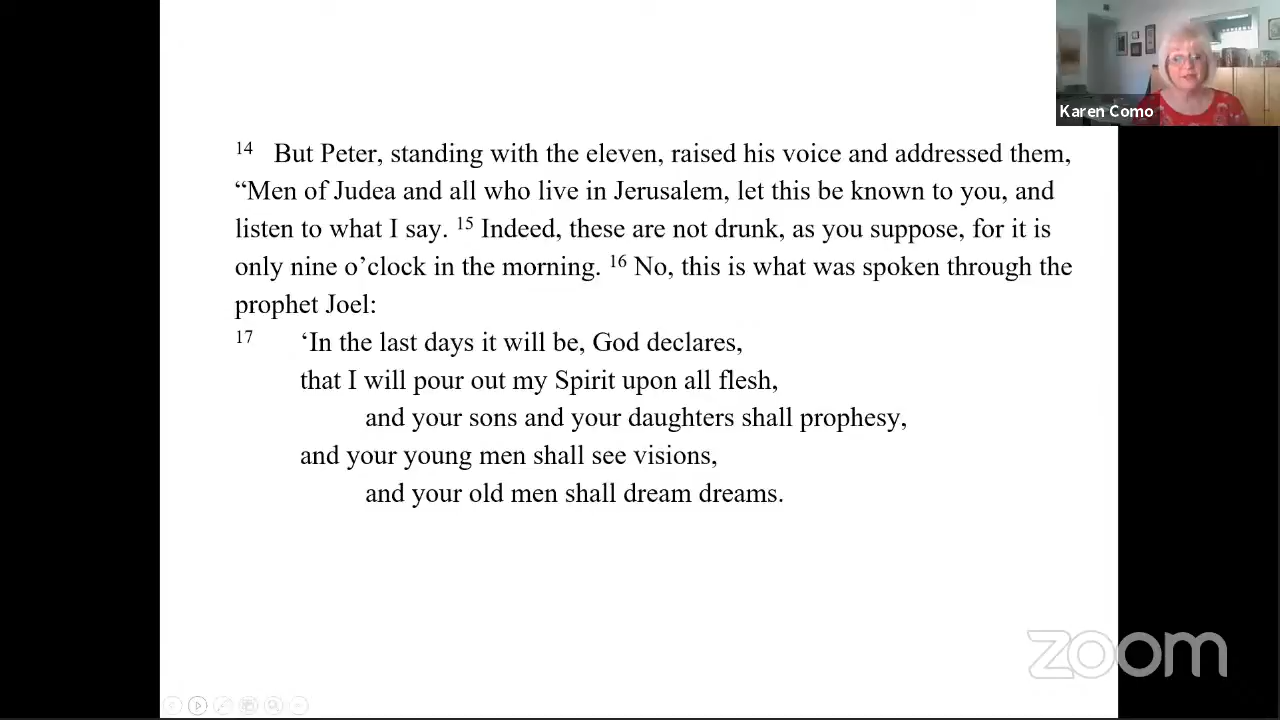 Karen Como
14 But Peter, standing with the eleven, raised his voice and addressed them,
“Men of Judea and all who live in Jerusalem, let this be known to you, and
listen to what I say. 15 Indeed, these are not drunk, as you suppose, for it is
only nine o’clock in the morning. 16 No, this is what was spoken through the
prophet Joel:
17 ‘In the last days it will be, God declares,
that I will pour out my Spirit upon all flesh,
and your sons and your daughters shall prophesy,
and your young men shall see visions,
and your old men shall dream dreams.
zoom